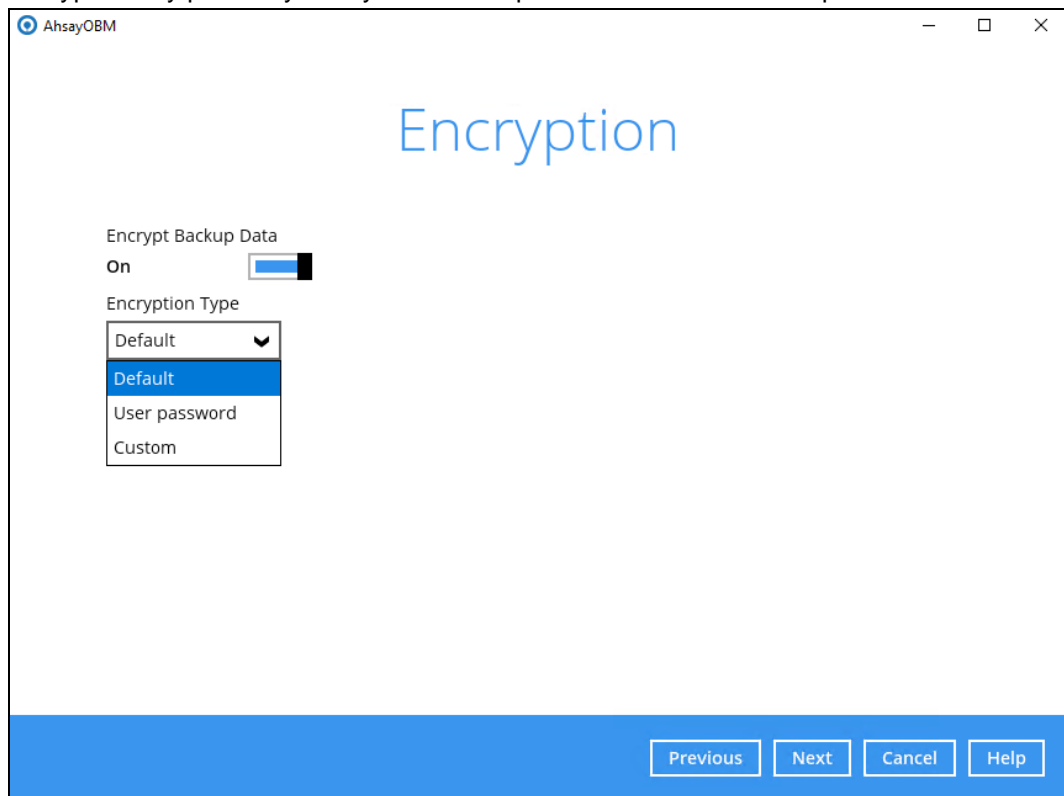 AhsayOBM
Encryption
Encrypt Backup Data
On
Encryption Type
Default
Default
User password
Custom
Previous Next Cancel Help